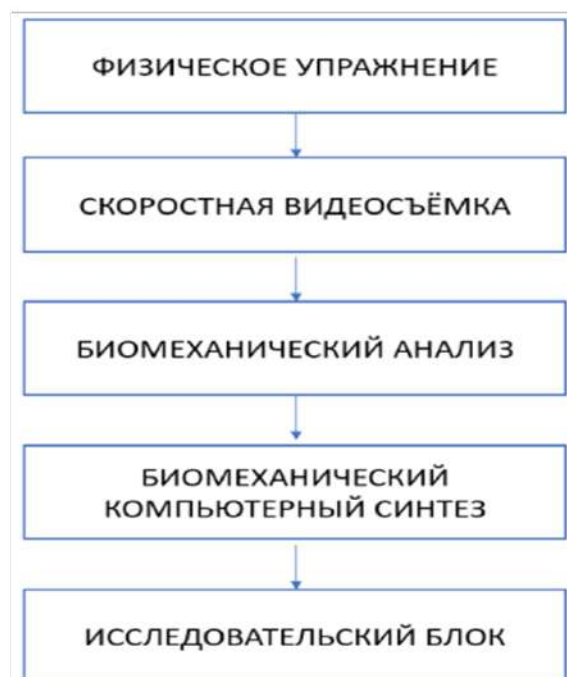 ФИЗИЧЕСКОЕ УПРАЖНЕНИЕ
СКОРОСТНАЯ ВИДЕОСЪЁМКА
БИОМЕХАНИЧЕСКИЙ АНАЛИЗ
БИОМЕХАНИЧЕСКИЙ
КОМПЬЮТЕРНЫЙ СИНТЕЗ
ИССЛЕДОВАТЕЛЬСКИЙ БЛОК